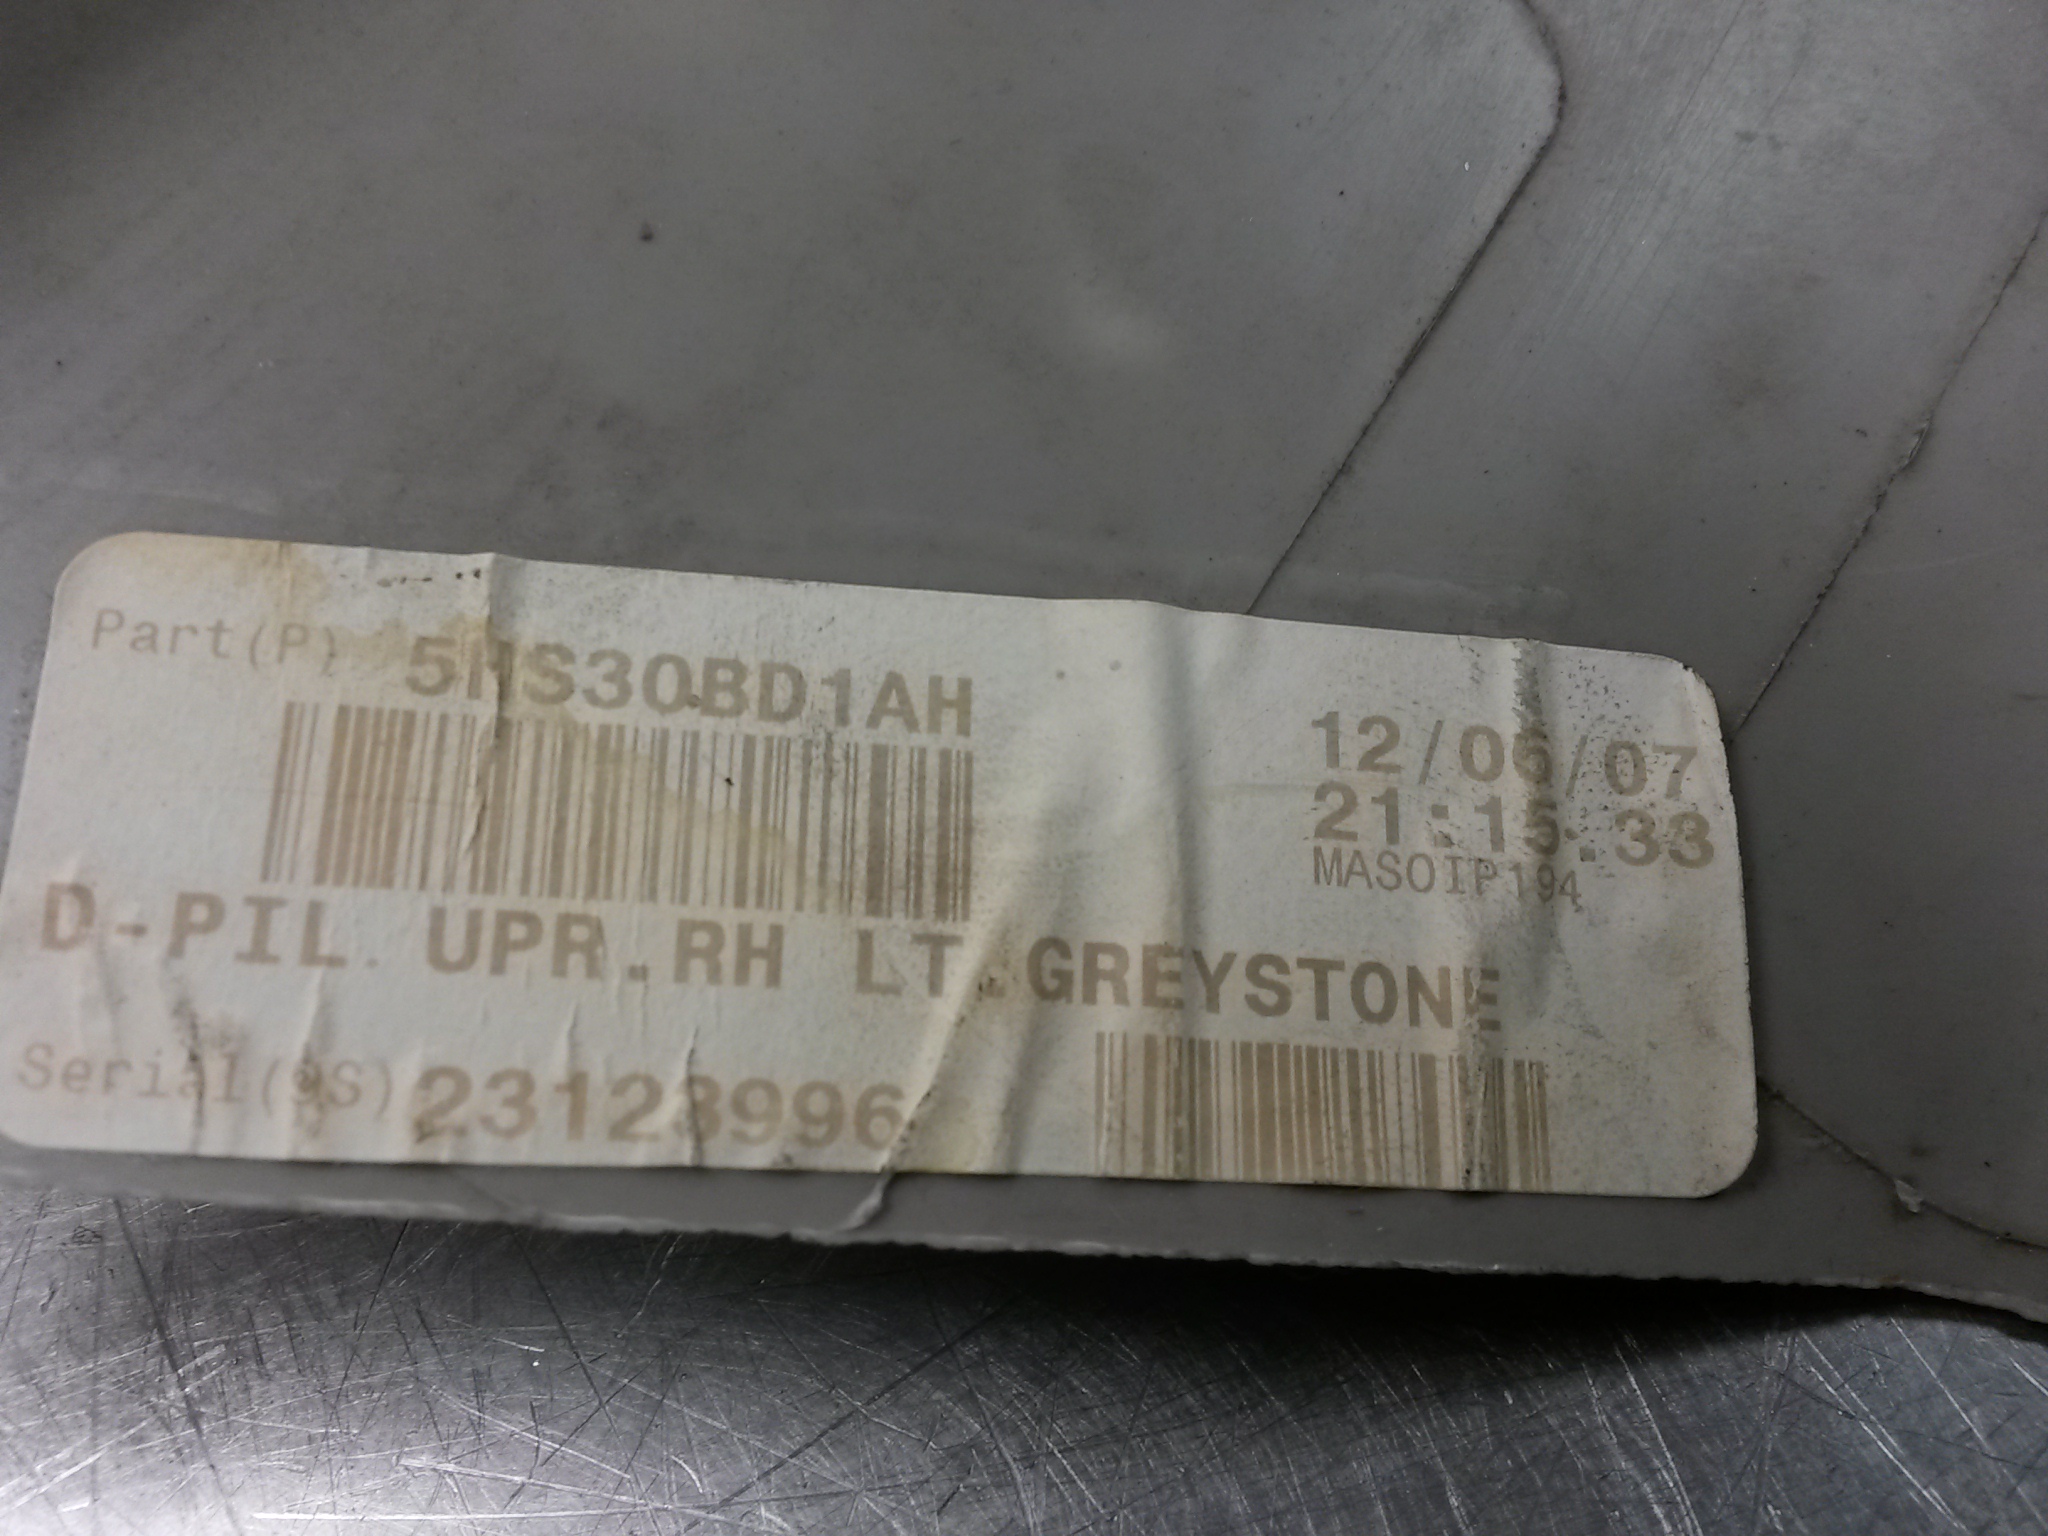 Part(P) 5HS30BD1AH
12/06/07
21:15:33
MASOIP194
D-PIL UPR.RH LT.GREYSTONE
Serial(9S) 23123996